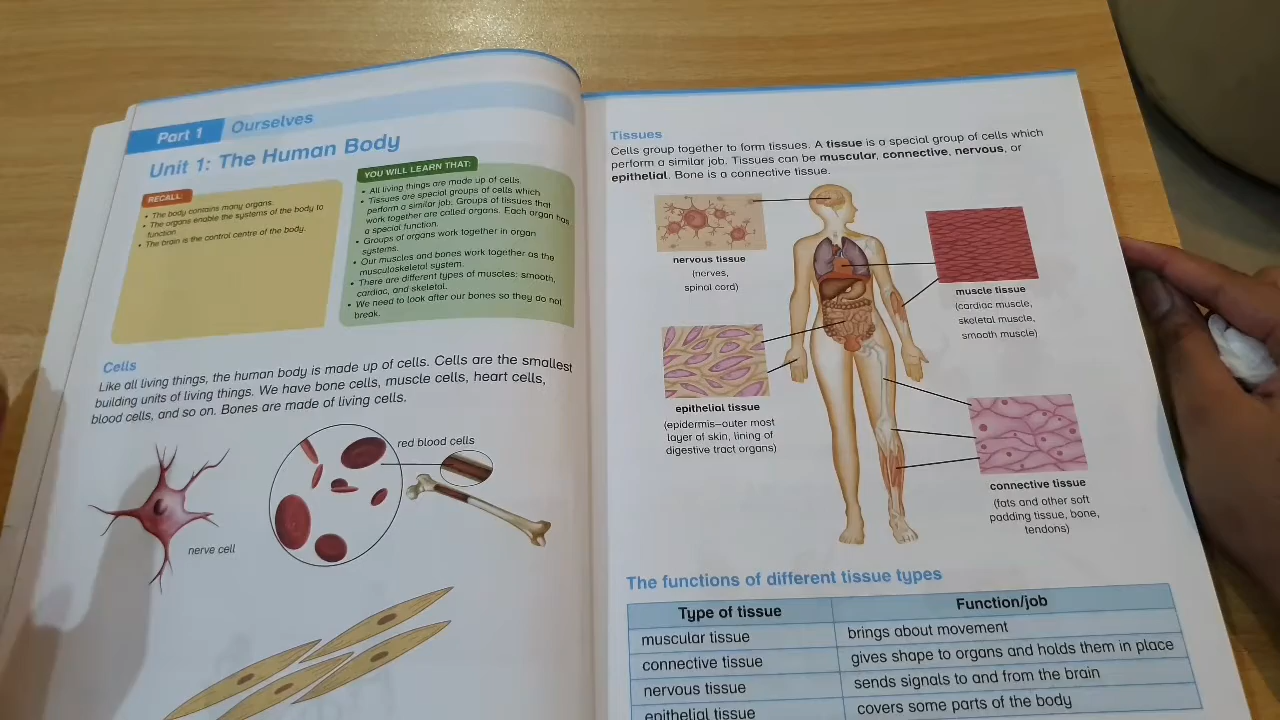 Part 1 Ourselves
Unit 1: The Human Body
RECALL:
• The body contains many organs.
• The organs enable the systems of the body to
function.
• The brain is the control centre of the body.
YOU WILL LEARN THAT:
• All living things are made up of cells.
• Tissues are special groups of cells which
perform a similar job. Groups of tissues that
work together are called organs. Each organ has
a special function.
• Groups of organs work together in organ
systems.
• Our muscles and bones work together as the
musculoskeletal system.
• There are different types of muscles: smooth,
cardiac, and skeletal.
• We need to look after our bones so they do not
break.
Cells
Like all living things, the human body is made up of cells. Cells are the smallest
building units of living things. We have bone cells, muscle cells, heart cells,
blood cells, and so on. Bones are made of living cells.
red blood cells
nerve cell
Tissues
Cells group together to form tissues. A tissue is a special group of cells which
perform a similar job. Tissues can be muscular, connective, nervous, or
epithelial. Bone is a connective tissue.
nervous tissue
(nerves,
spinal cord)
muscle tissue
(cardiac muscle,
skeletal muscle,
smooth muscle)
epithelial tissue
(epidermis–outer most
layer of skin, lining of
digestive tract organs)
connective tissue
(fats and other soft
padding tissue, bone,
tendons)
The functions of different tissue types
Type of tissue Function/job
muscular tissue brings about movement
connective tissue gives shape to organs and holds them in place
nervous tissue sends signals to and from the brain
epithelial tissue covers some parts of the body